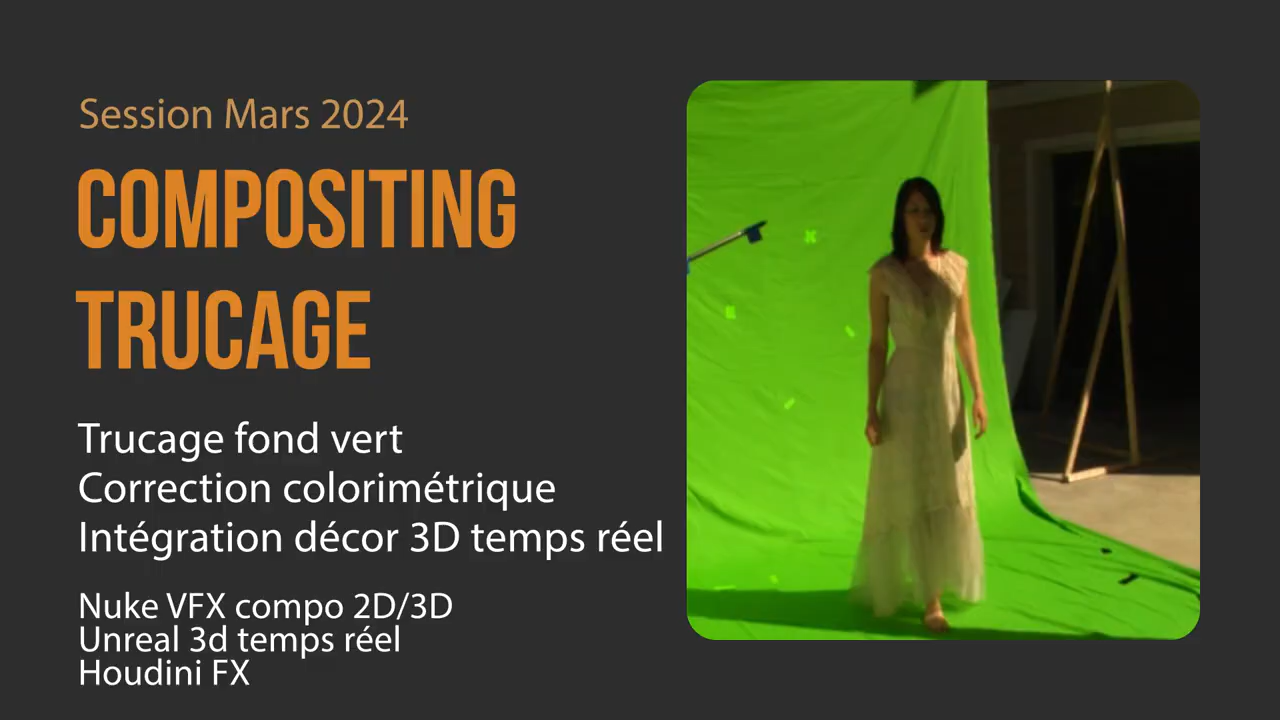 Session Mars 2024
COMPOSITING
TRUCAGE
Trucage fond vert
Correction colorimétrique
Intégration décor 3D temps réel
Nuke VFX compo 2D/3D
Unreal 3d temps réel
Houdini FX